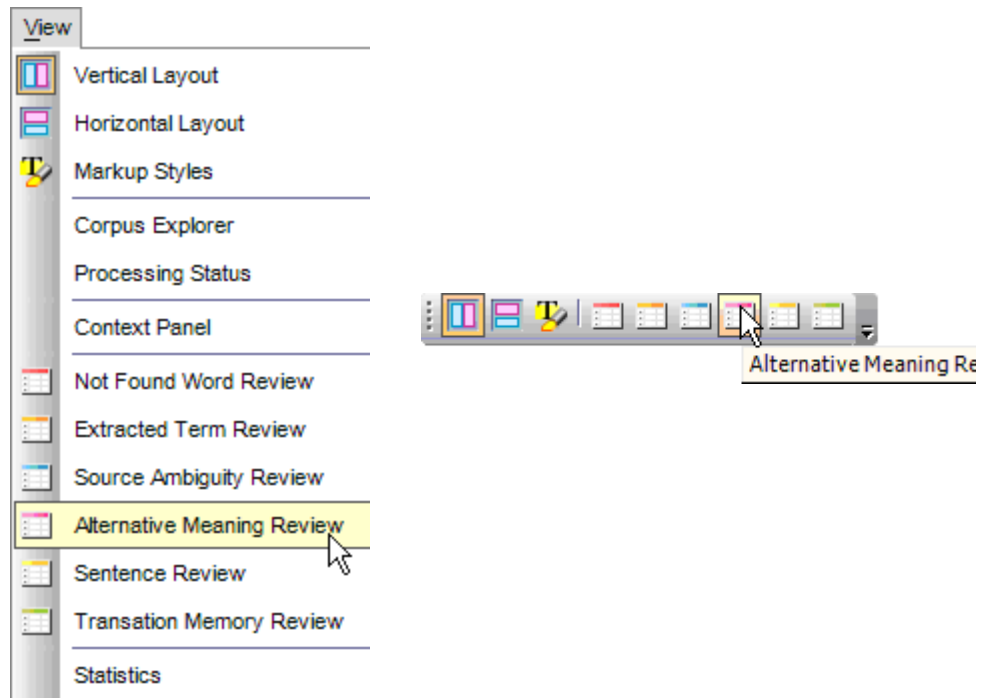 View
Vertical Layout
Horizontal Layout
Markup Styles
Corpus Explorer
Processing Status
Context Panel
Not Found Word Review
Extracted Term Review
Source Ambiguity Review
Alternative Meaning Review
Sentence Review
Transation Memory Review
Statistics
Alternative Meaning Re